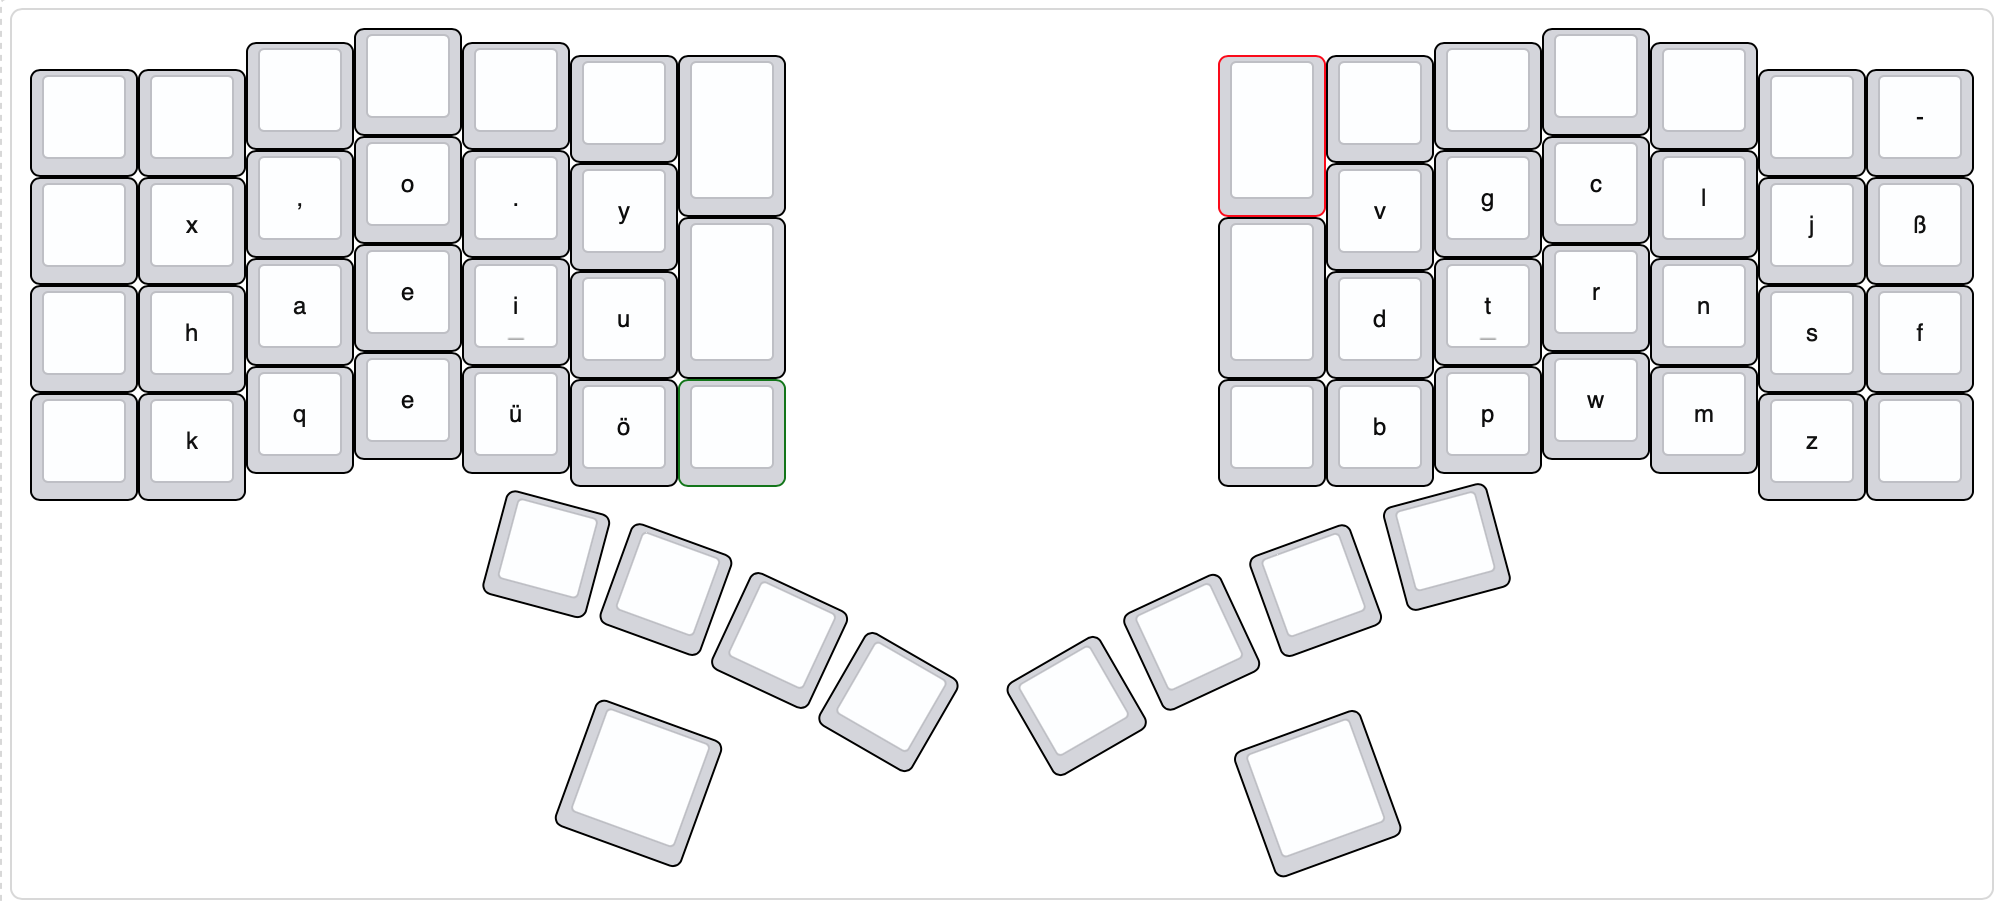 -
x , o . y v g c l j ß
h a e i u d t r n s f
_ _
k q e ü ö b p w m z